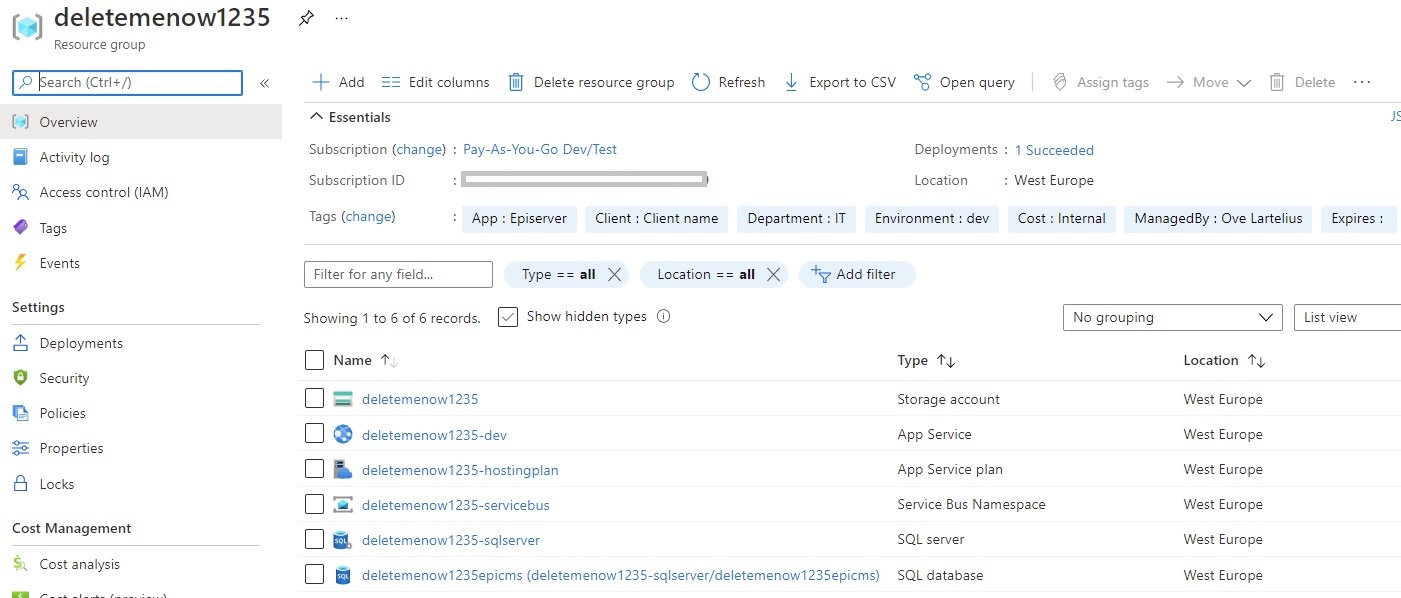 deletemenow1235
Resource group
Search (Ctrl+/)
«
Overview
Activity log
Access control (IAM)
Tags
Events
Settings
Deployments
Security
Policies
Properties
Locks
Cost Management
Cost analysis
Cost alerts (preview)
Add Edit columns Delete resource group Refresh Export to CSV Open query Assign tags Move Delete
Essentials
JS
Subscription (change) : Pay-As-You-Go Dev/Test Deployments : 1 Succeeded
Subscription ID : Location : West Europe
Tags (change) : App : Episerver Client : Client name Department : IT Environment : dev Cost : Internal ManagedBy : Ove Lartelius Expires :
Filter for any field... Type == all Location == all Add filter
Showing 1 to 6 of 6 records. Show hidden types No grouping List view
Name Type Location
deletemenow1235 Storage account West Europe
deletemenow1235-dev App Service West Europe
deletemenow1235-hostingplan App Service plan West Europe
deletemenow1235-servicebus Service Bus Namespace West Europe
deletemenow1235-sqlserver SQL server West Europe
deletemenow1235epicms (deletemenow1235-sqlserver/deletemenow1235epicms) SQL database West Europe